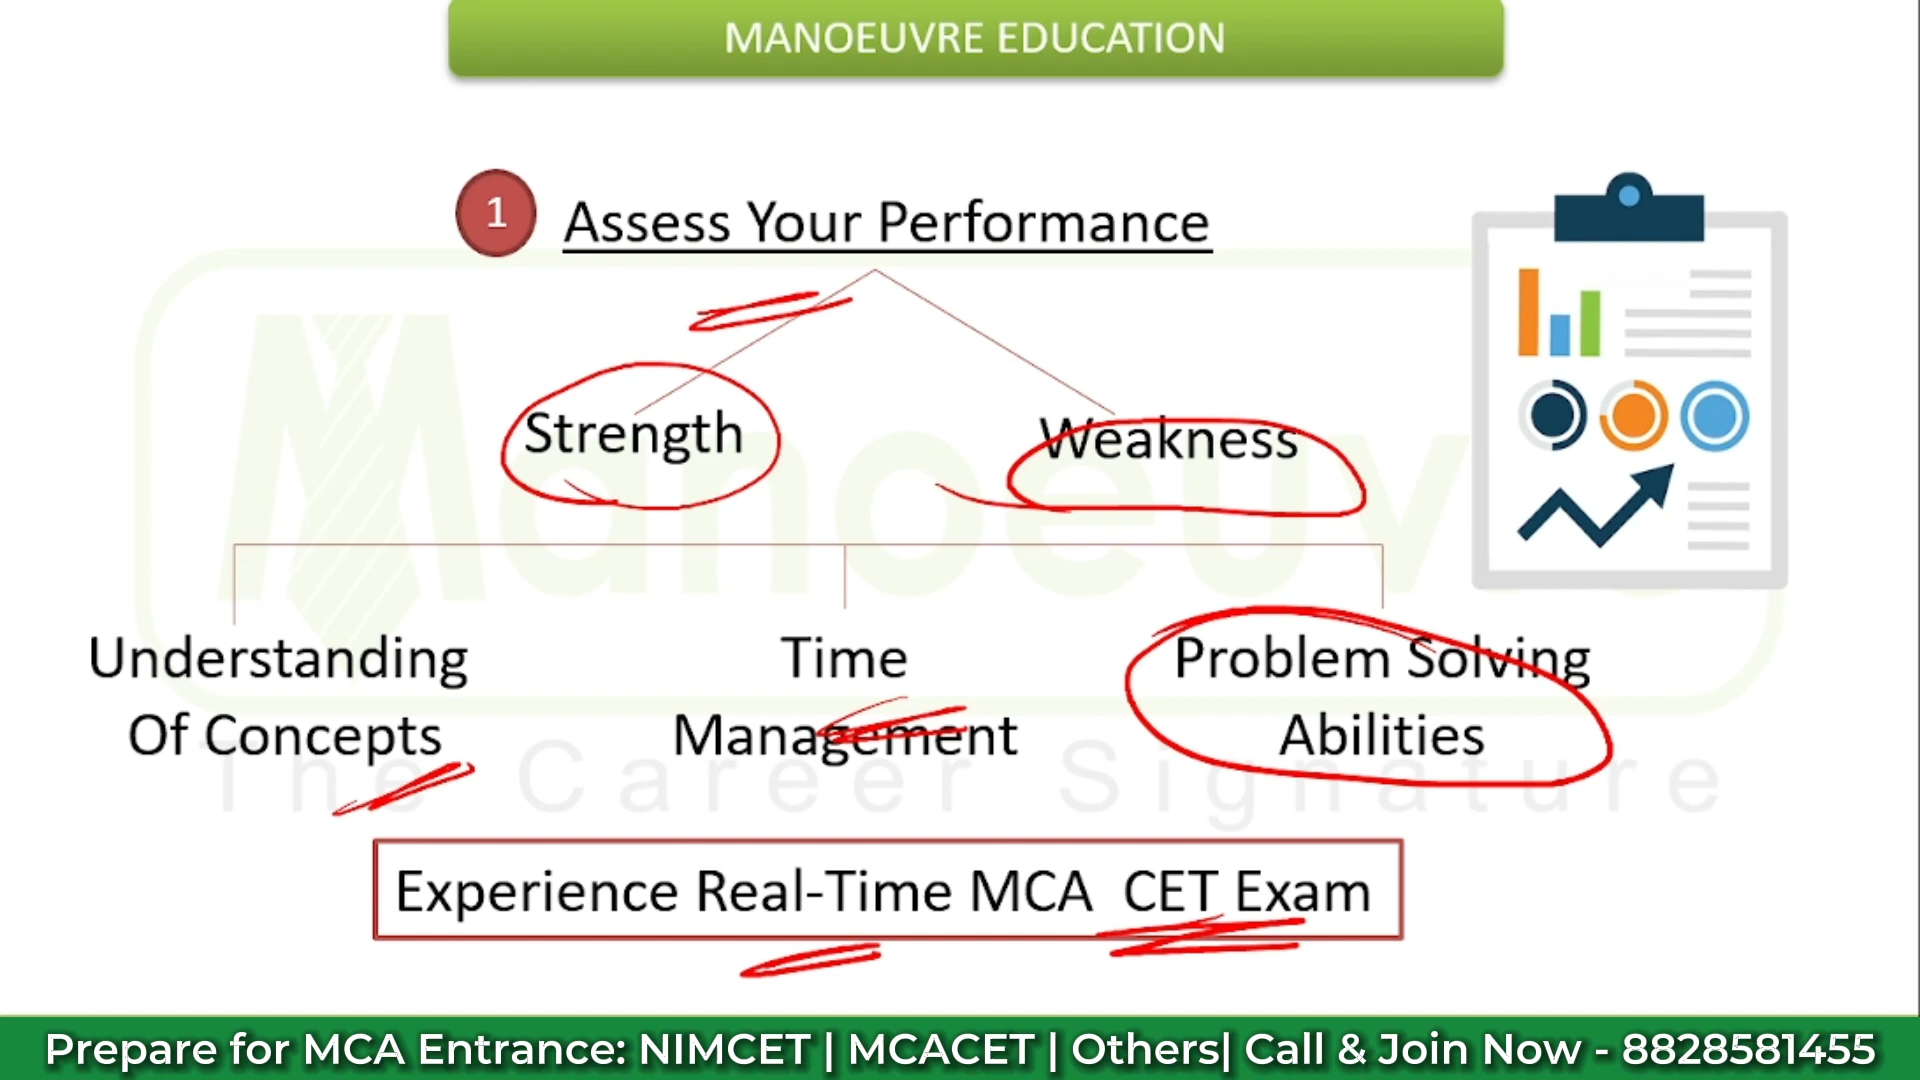 MANOEUVRE EDUCATION
1 Assess Your Performance
Strength Weakness
Understanding Time Problem Solving
Of Concepts Management Abilities
Manoeuvre
The Career Signature
Experience Real-Time MCA CET Exam
Prepare for MCA Entrance: NIMCET | MCACET | Others| Call & Join Now - 8828581455